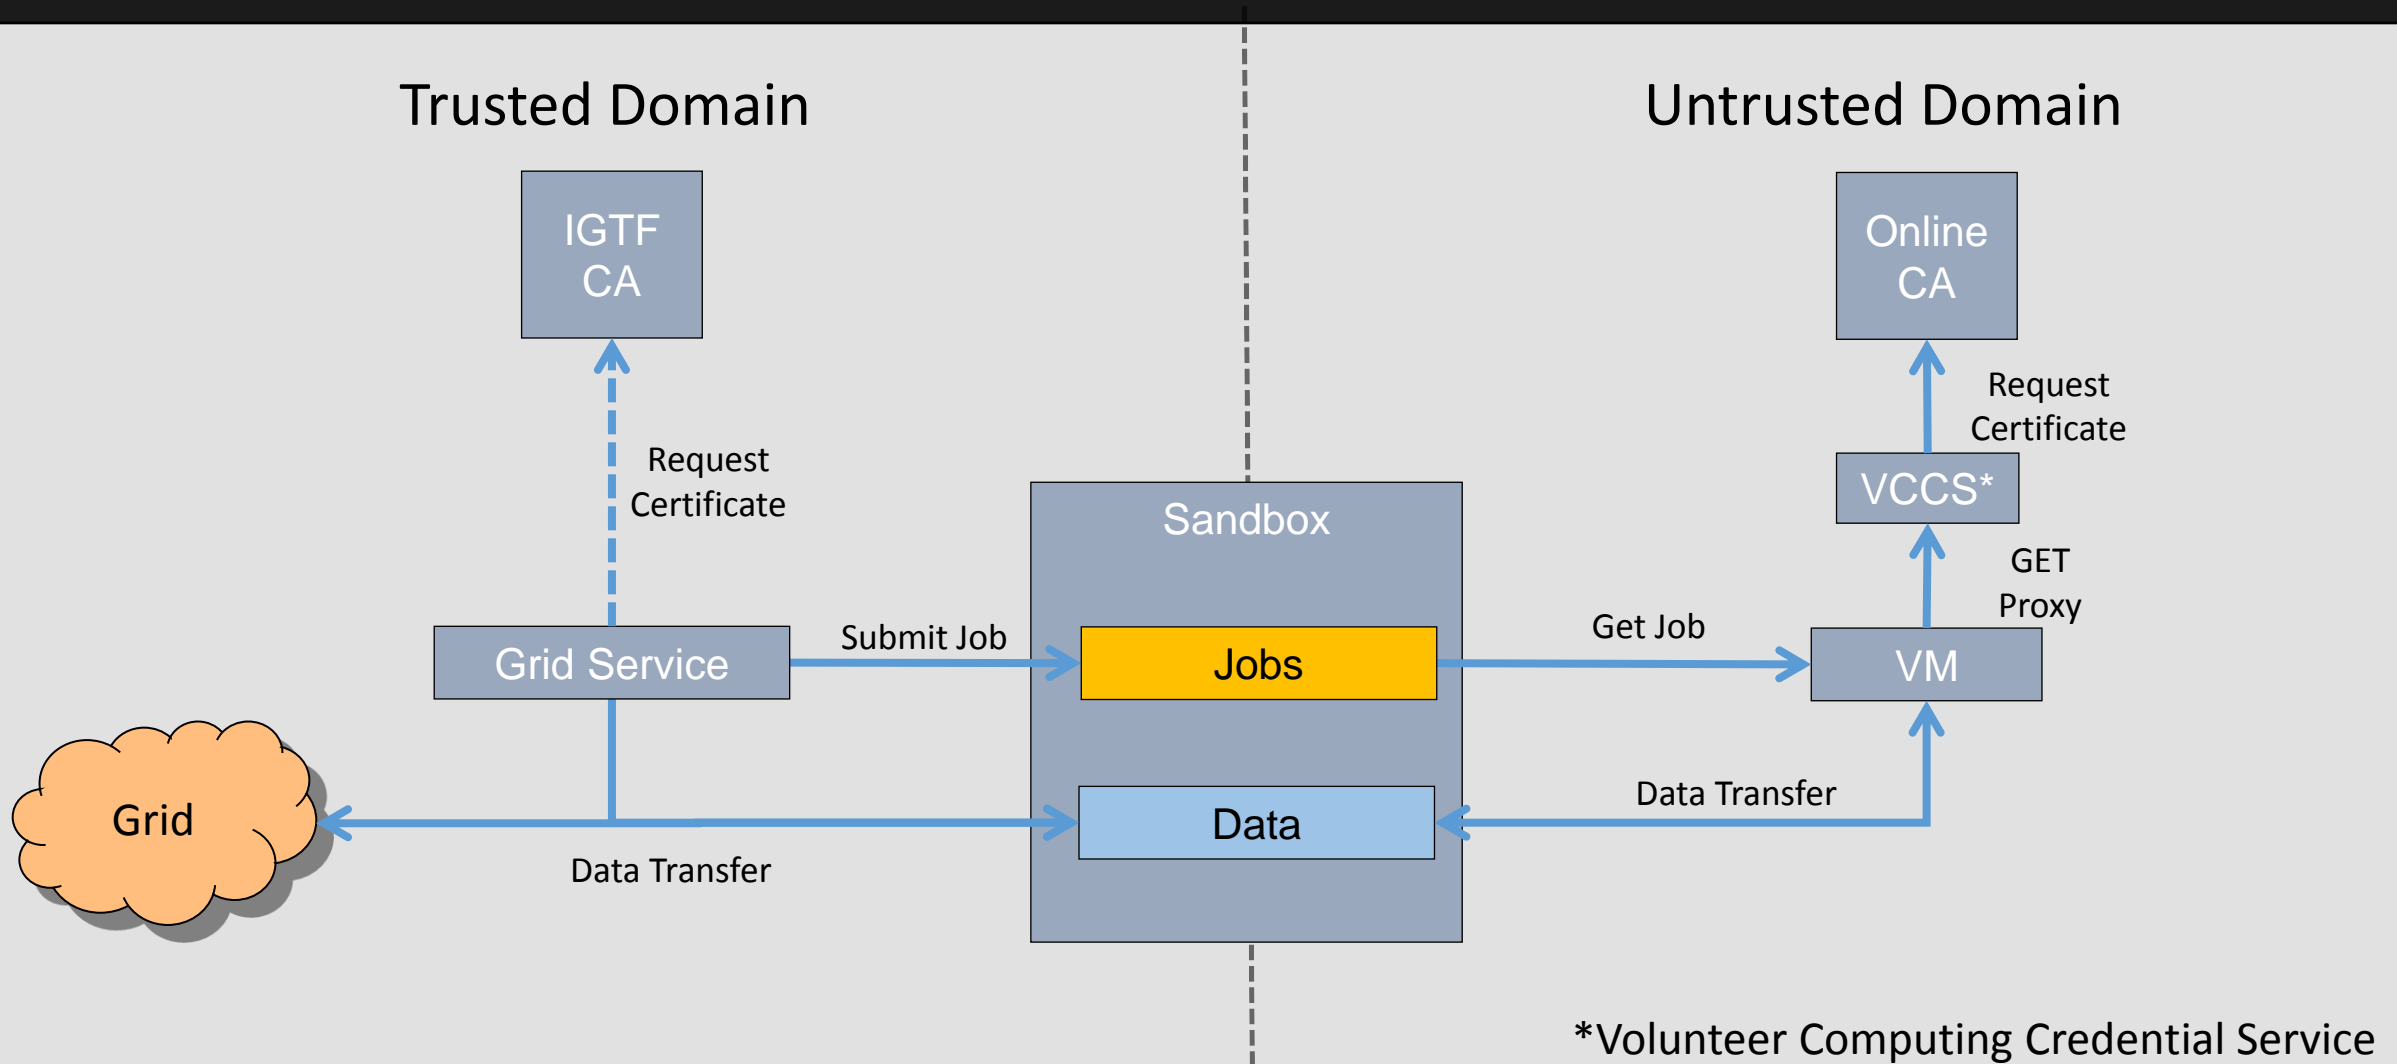 Trusted Domain
Untrusted Domain
IGTF
CA
Online
CA
Request
Certificate
Request
Certificate
VCCS*
Sandbox
GET
Proxy
Grid Service
Submit Job
Jobs
Get Job
VM
Grid
Data Transfer
Data
Data Transfer
*Volunteer Computing Credential Service